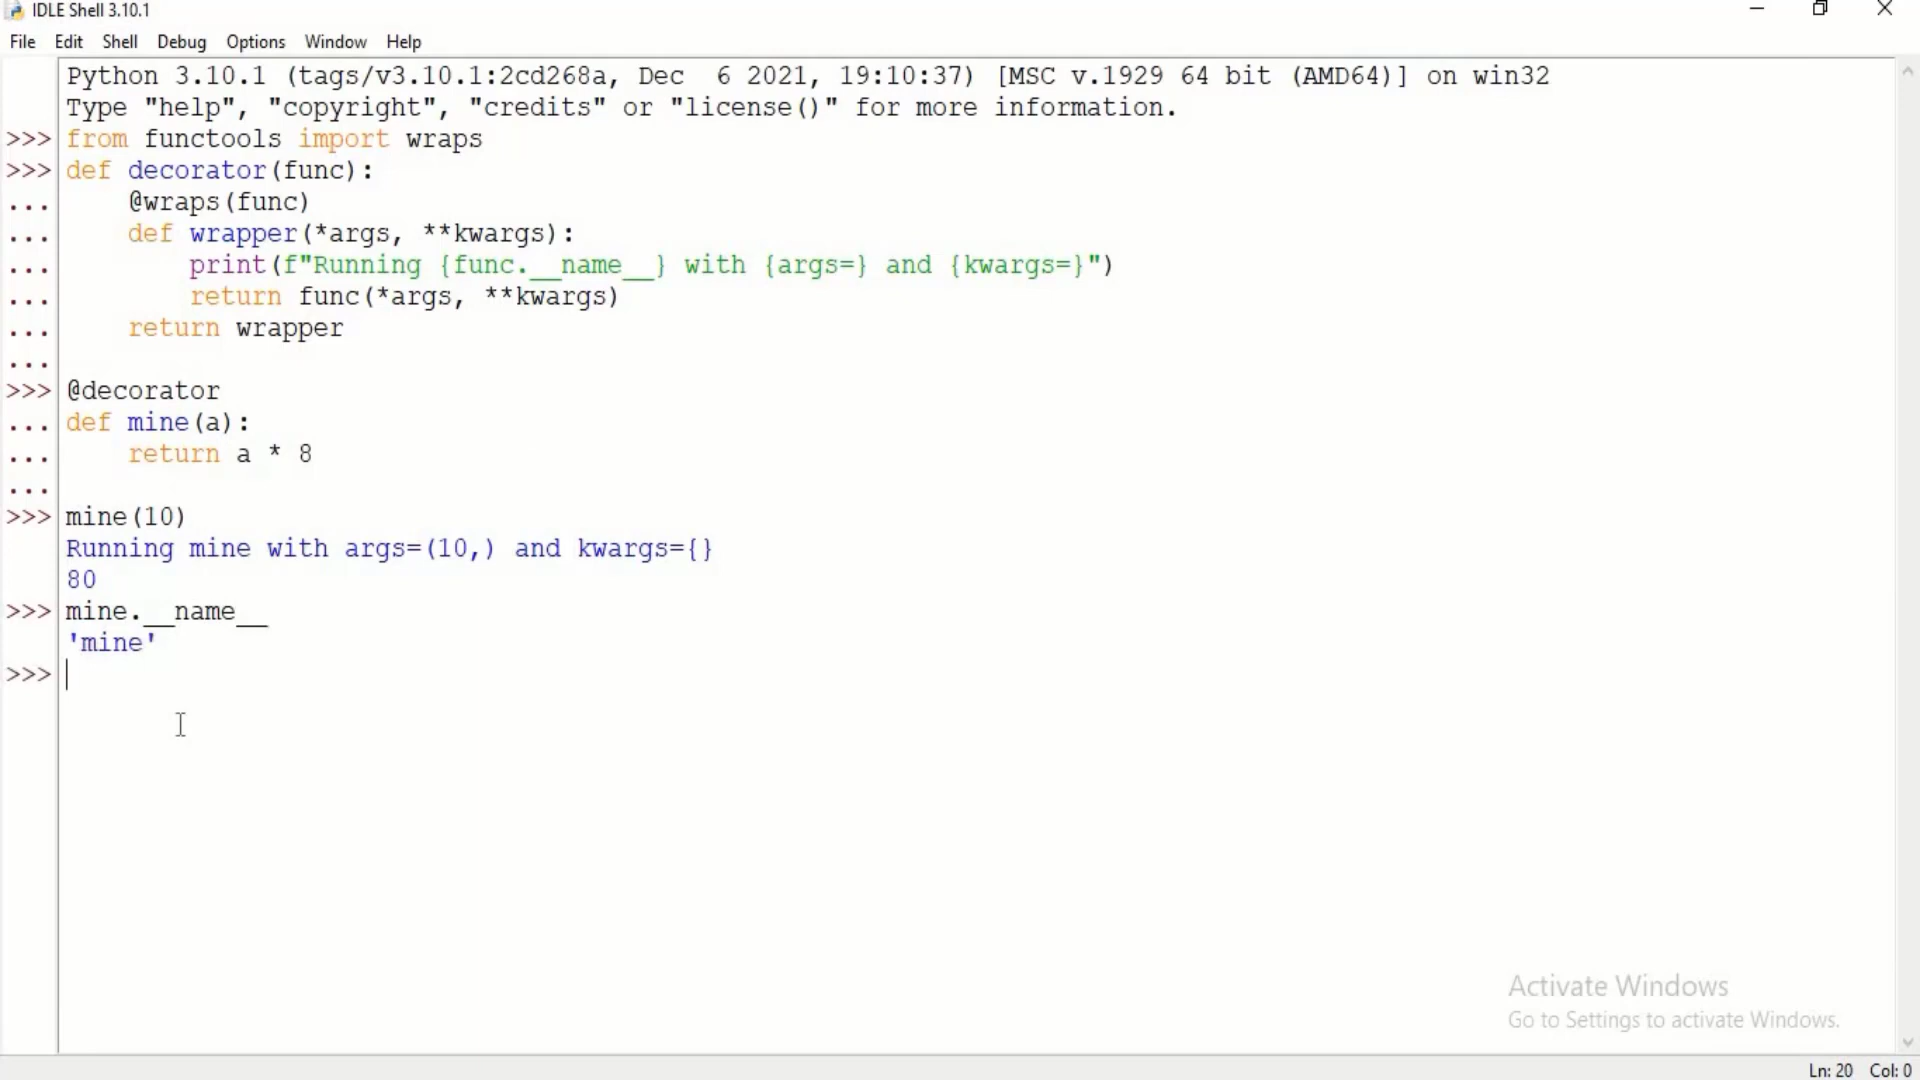 IDLE Shell 3.10.1
File Edit Shell Debug Options Window Help
Python 3.10.1 (tags/v3.10.1:2cd268a, Dec  6 2021, 19:10:37) [MSC v.1929 64 bit (AMD64)] on win32
Type "help", "copyright", "credits" or "license()" for more information.
>>> from functools import wraps
>>> def decorator(func):
...     @wraps(func)
...     def wrapper(*args, **kwargs):
...         print(f"Running {func.__name__} with {args=} and {kwargs=}")
...         return func(*args, **kwargs)
...     return wrapper
...
>>> @decorator
... def mine(a):
...     return a * 8
...
>>> mine(10)
Running mine with args=(10,) and kwargs={}
80
>>> mine.__name__
'mine'
>>>
Activate Windows
Go to Settings to activate Windows.
Ln: 20 Col: 0